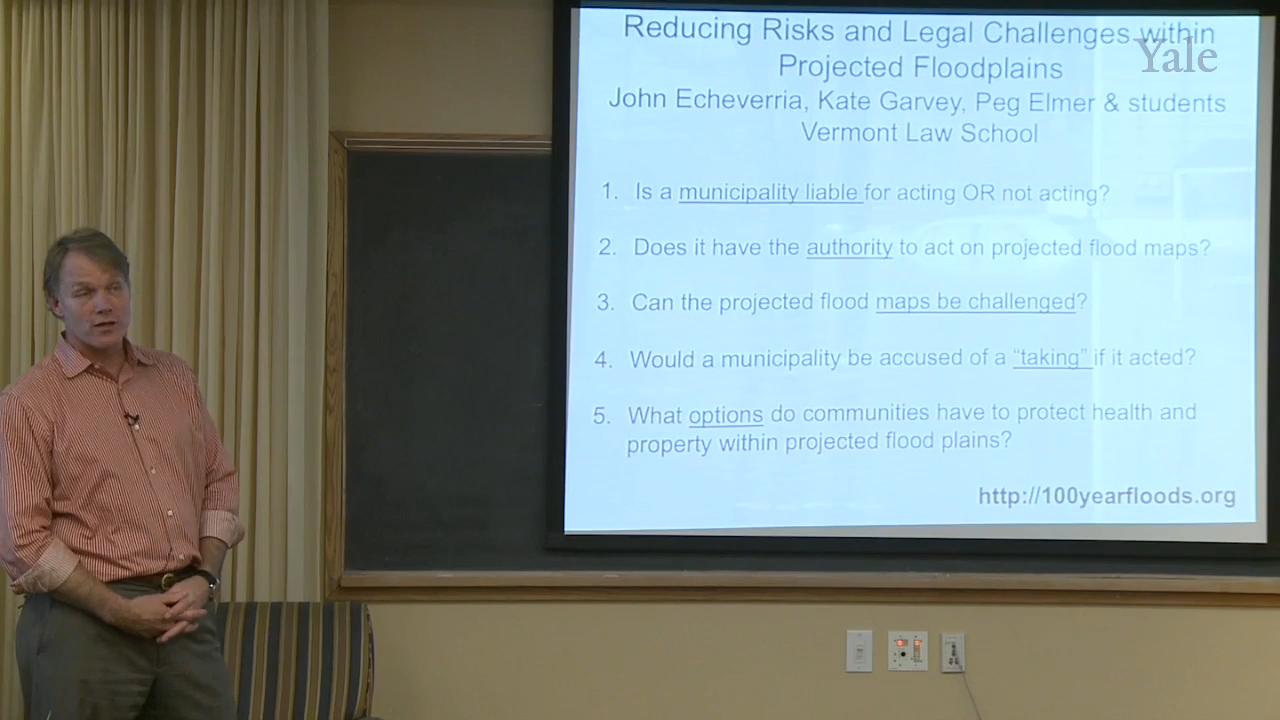 Reducing Risks and Legal Challenges within
Projected Floodplains
Yale
John Echeverria, Kate Garvey, Peg Elmer & students
Vermont Law School
1. Is a municipality liable for acting OR not acting?
2. Does it have the authority to act on projected flood maps?
3. Can the projected flood maps be challenged?
4. Would a municipality be accused of a “taking” if it acted?
5. What options do communities have to protect health and
property within projected flood plains?
http://100yearfloods.org